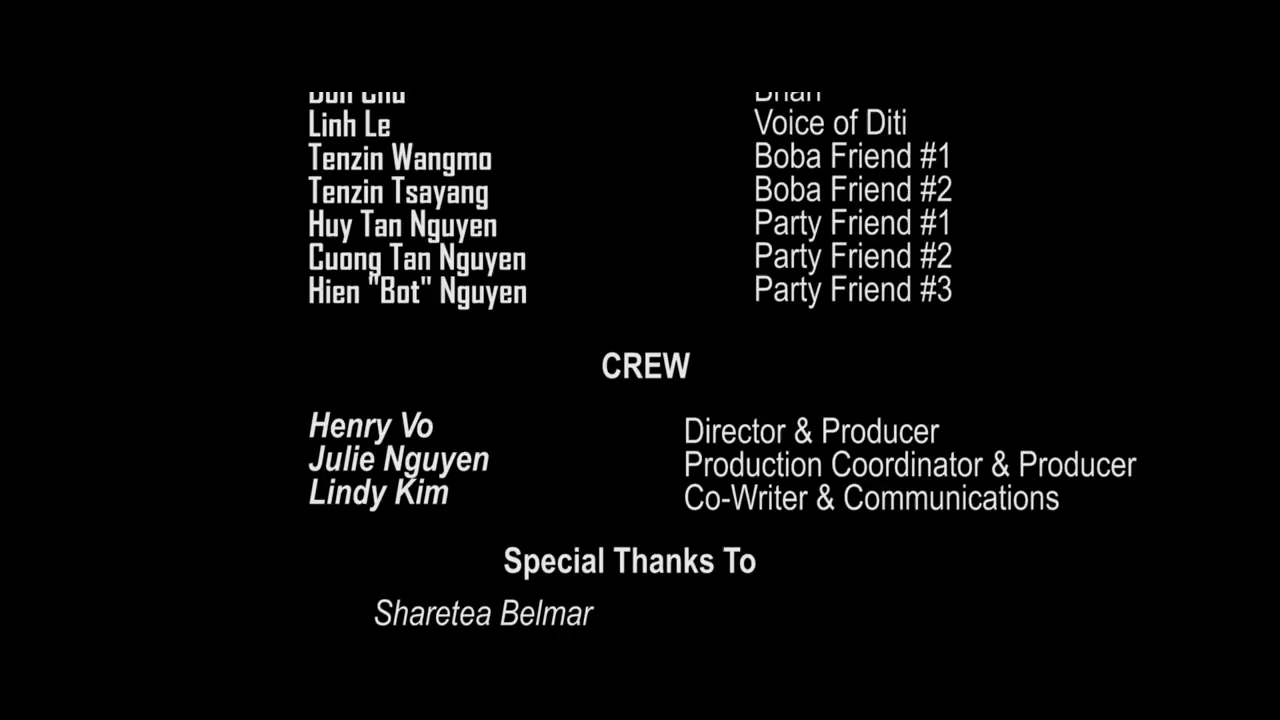 Brian
Linh Le Voice of Diti
Tenzin Wangmo Boba Friend #1
Tenzin Tsayang Boba Friend #2
Huy Tan Nguyen Party Friend #1
Cuong Tan Nguyen Party Friend #2
Hien "Bot" Nguyen Party Friend #3
CREW
Henry Vo Director & Producer
Julie Nguyen Production Coordinator & Producer
Lindy Kim Co-Writer & Communications
Special Thanks To
Sharetea Belmar